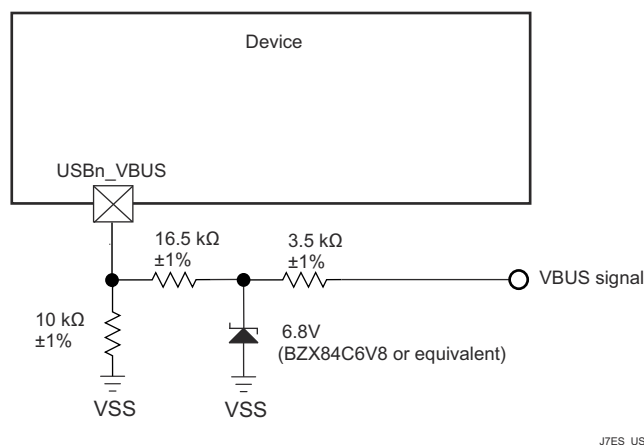 Device
USBn_VBUS
16.5 kΩ
±1%
3.5 kΩ
±1%
VBUS signal
10 kΩ
±1%
6.8V
(BZX84C6V8 or equivalent)
VSS
VSS
J7ES_US